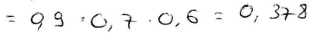 = 0,9 · 0,7 · 0,6 = 0,378